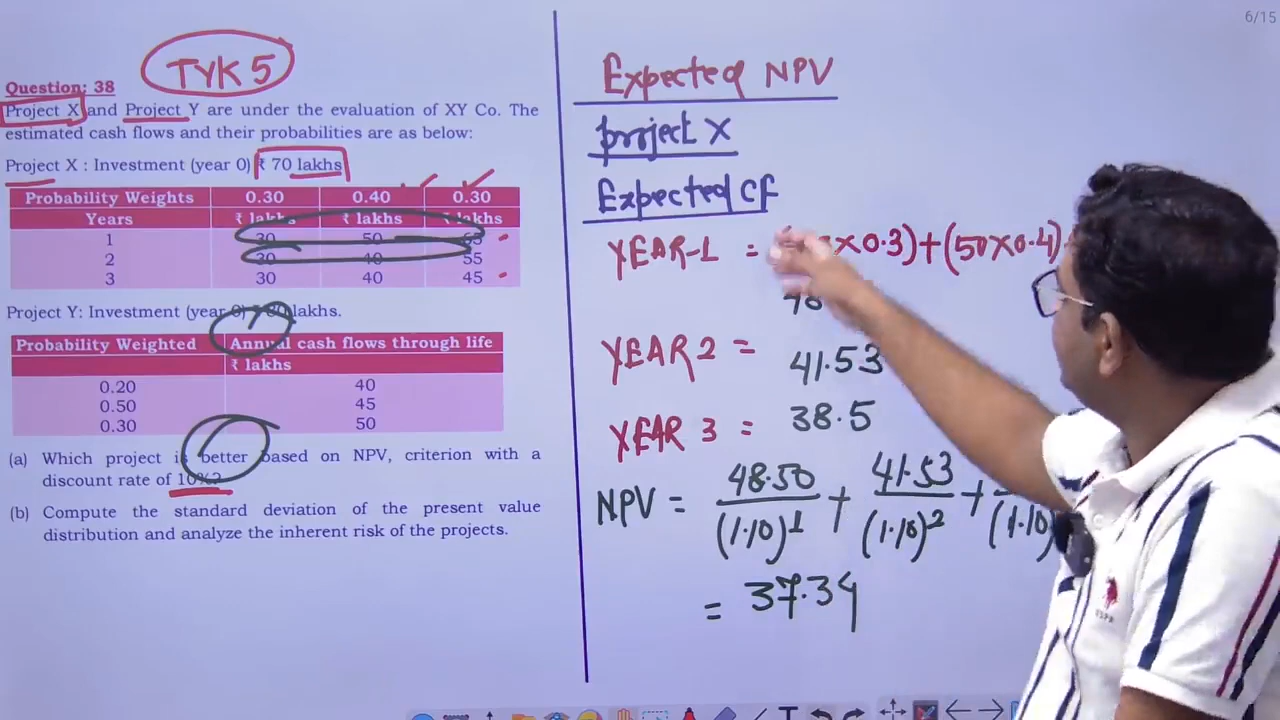 6/15
TYK 5
Question: 38
Project X and Project Y are under the evaluation of XY Co. The
estimated cash flows and their probabilities are as below:
Project X : Investment (year 0) ₹ 70 lakhs
Probability Weights 0.30 0.40 0.30
Years ₹ lakhs ₹ lakhs ₹ lakhs
1 30 50 65
2 30 40 55
3 30 40 45
Project Y: Investment (year 0) ₹ 80 lakhs.
Probability Weighted Annual cash flows through life
₹ lakhs
0.20 40
0.50 45
0.30 50
(a) Which project is better based on NPV, criterion with a
discount rate of 10%?
(b) Compute the standard deviation of the present value
distribution and analyze the inherent risk of the projects.
Expected NPV
project X
Expected CF
YEAR-1 = ×0.3)+(50×0.4)
YEAR 2 = 41.53
YEAR 3 = 38.5
NPV = 48.50/(1.10)^1 + 41.53/(1.10)^2 + (1.10)
= 37.34